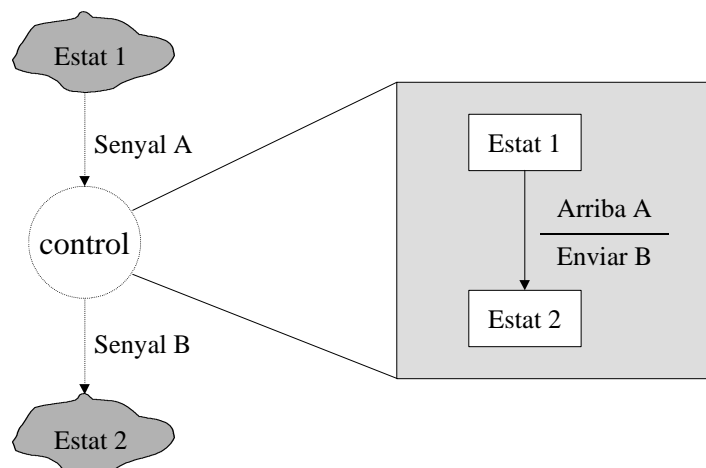 Estat 1
Senyal A
control
Senyal B
Estat 2
Estat 1
Arriba A
Enviar B
Estat 2